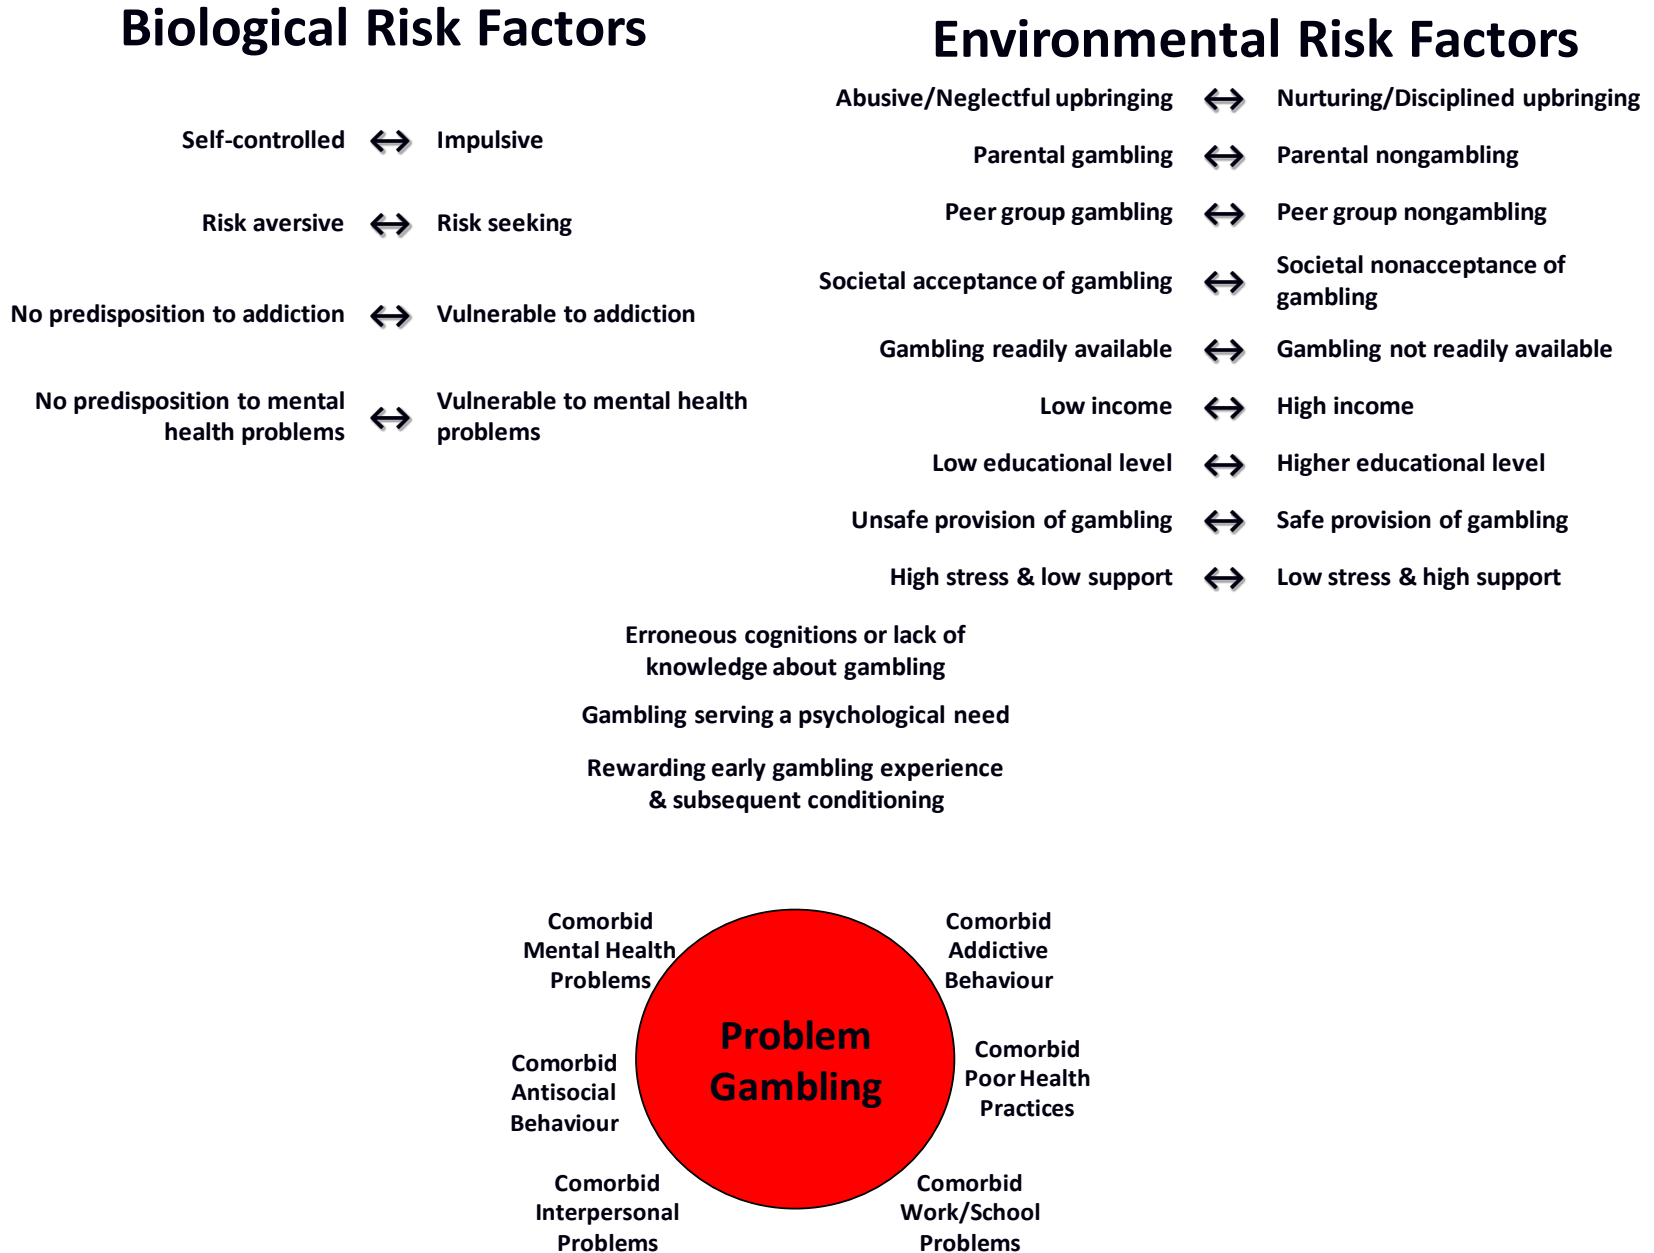 Biological Risk Factors
Self-controlled ↔ Impulsive
Risk aversive ↔ Risk seeking
No predisposition to addiction ↔ Vulnerable to addiction
No predisposition to mental
health problems
↔
Vulnerable to mental health
problems
Environmental Risk Factors
Abusive/Neglectful upbringing ↔ Nurturing/Disciplined upbringing
Parental gambling ↔ Parental nongambling
Peer group gambling ↔ Peer group nongambling
Societal acceptance of gambling ↔ Societal nonacceptance of
gambling
Gambling readily available ↔ Gambling not readily available
Low income ↔ High income
Low educational level ↔ Higher educational level
Unsafe provision of gambling ↔ Safe provision of gambling
High stress & low support ↔ Low stress & high support
Erroneous cognitions or lack of
knowledge about gambling
Gambling serving a psychological need
Rewarding early gambling experience
& subsequent conditioning
Comorbid
Mental Health
Problems
Comorbid
Addictive
Behaviour
Problem
Gambling
Comorbid
Antisocial
Behaviour
Comorbid
Poor Health
Practices
Comorbid
Interpersonal
Problems
Comorbid
Work/School
Problems